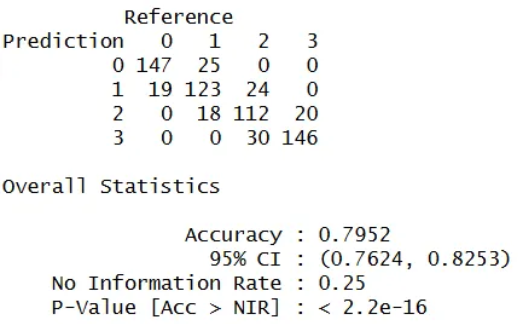 Reference
Prediction 0 1 2 3
0 147 25 0 0
1 19 123 24 0
2 0 18 112 20
3 0 0 30 146
Overall Statistics
Accuracy : 0.7952
95% CI : (0.7624, 0.8253)
No Information Rate : 0.25
P-Value [Acc > NIR] : < 2.2e-16